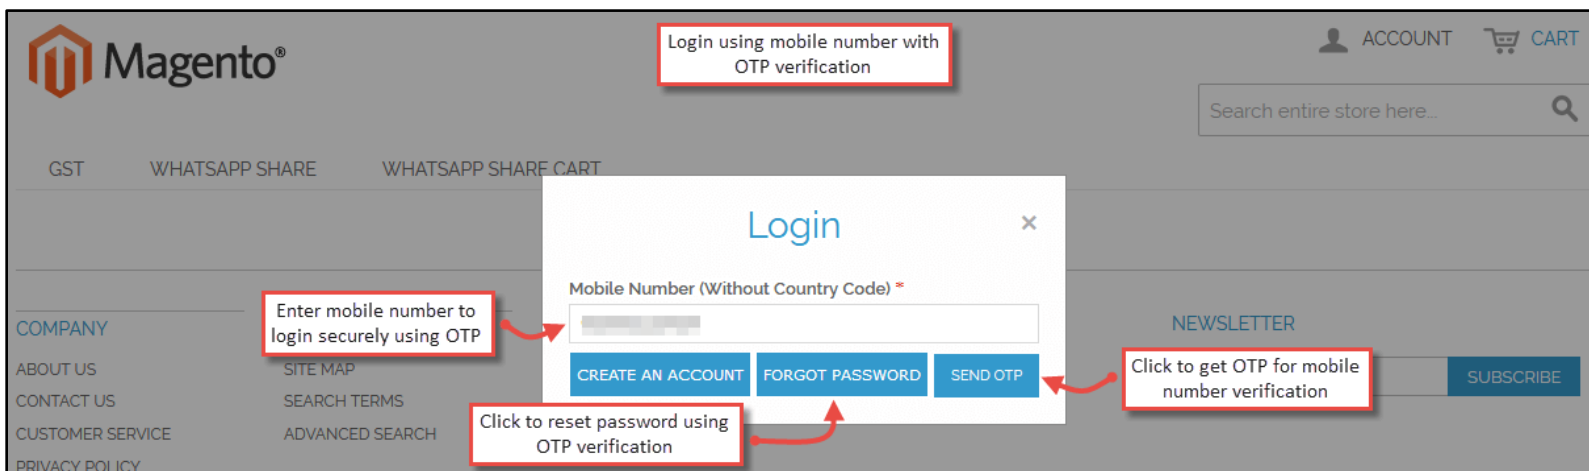 Magento®
Login using mobile number with
OTP verification
ACCOUNT
CART
Search entire store here...
GST
WHATSAPP SHARE
WHATSAPP SHARE CART
Login
×
Mobile Number (Without Country Code) *
Enter mobile number to
login securely using OTP
CREATE AN ACCOUNT
FORGOT PASSWORD
SEND OTP
Click to get OTP for mobile
number verification
Click to reset password using
OTP verification
COMPANY
ABOUT US
CONTACT US
CUSTOMER SERVICE
PRIVACY POLICY
SITE MAP
SEARCH TERMS
ADVANCED SEARCH
NEWSLETTER
SUBSCRIBE